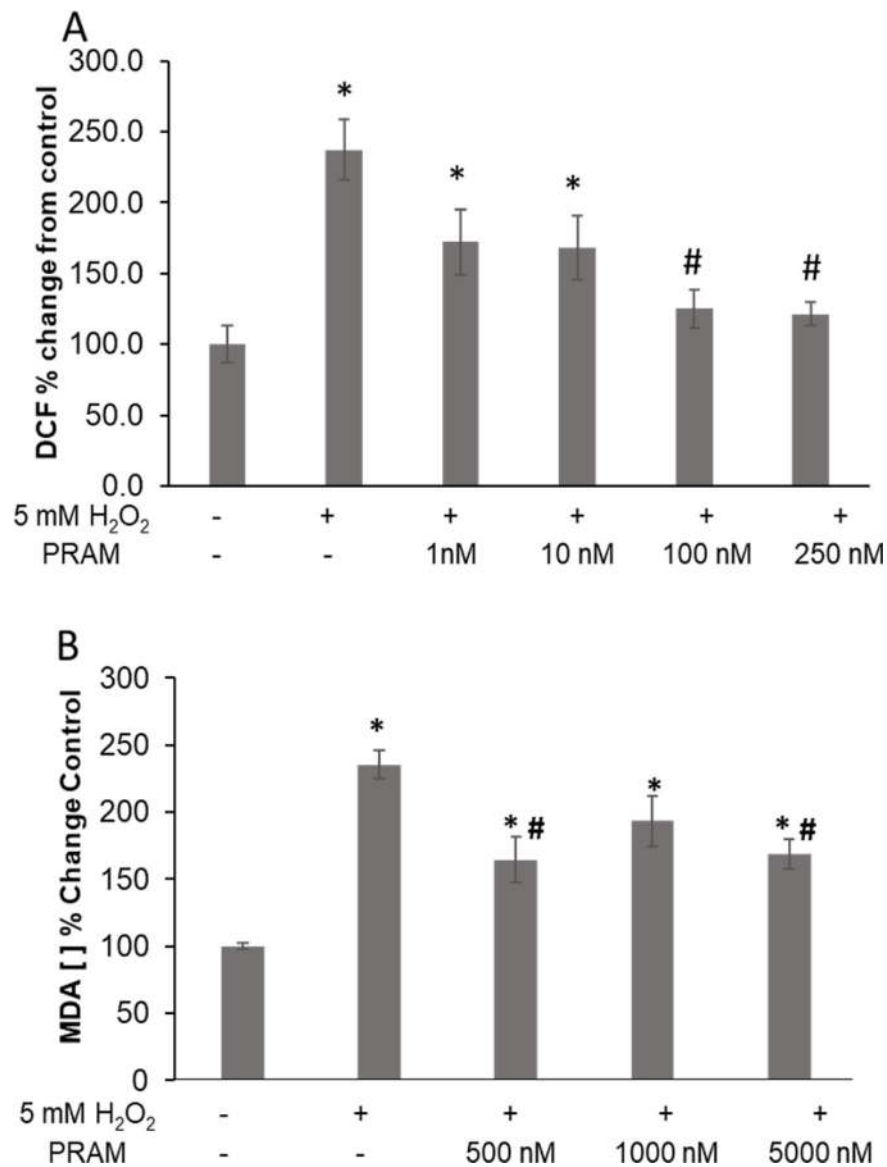 A
DCF % change from control
300.0
250.0
200.0
150.0
100.0
50.0
0.0
*
*
*
#
#
5 mM H₂O₂ - + + + + +
PRAM - - 1nM 10 nM 100 nM 250 nM
B
MDA [ ] % Change Control
300
250
200
150
100
50
0
*
* #
*
* #
5 mM H₂O₂ - + + + +
PRAM - - 500 nM 1000 nM 5000 nM